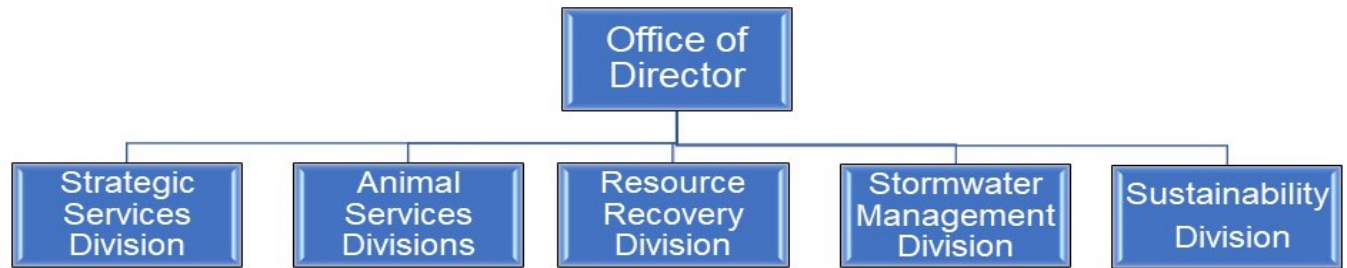 Office of
Director
Strategic
Services
Division
Animal
Services
Divisions
Resource
Recovery
Division
Stormwater
Management
Division
Sustainability
Division